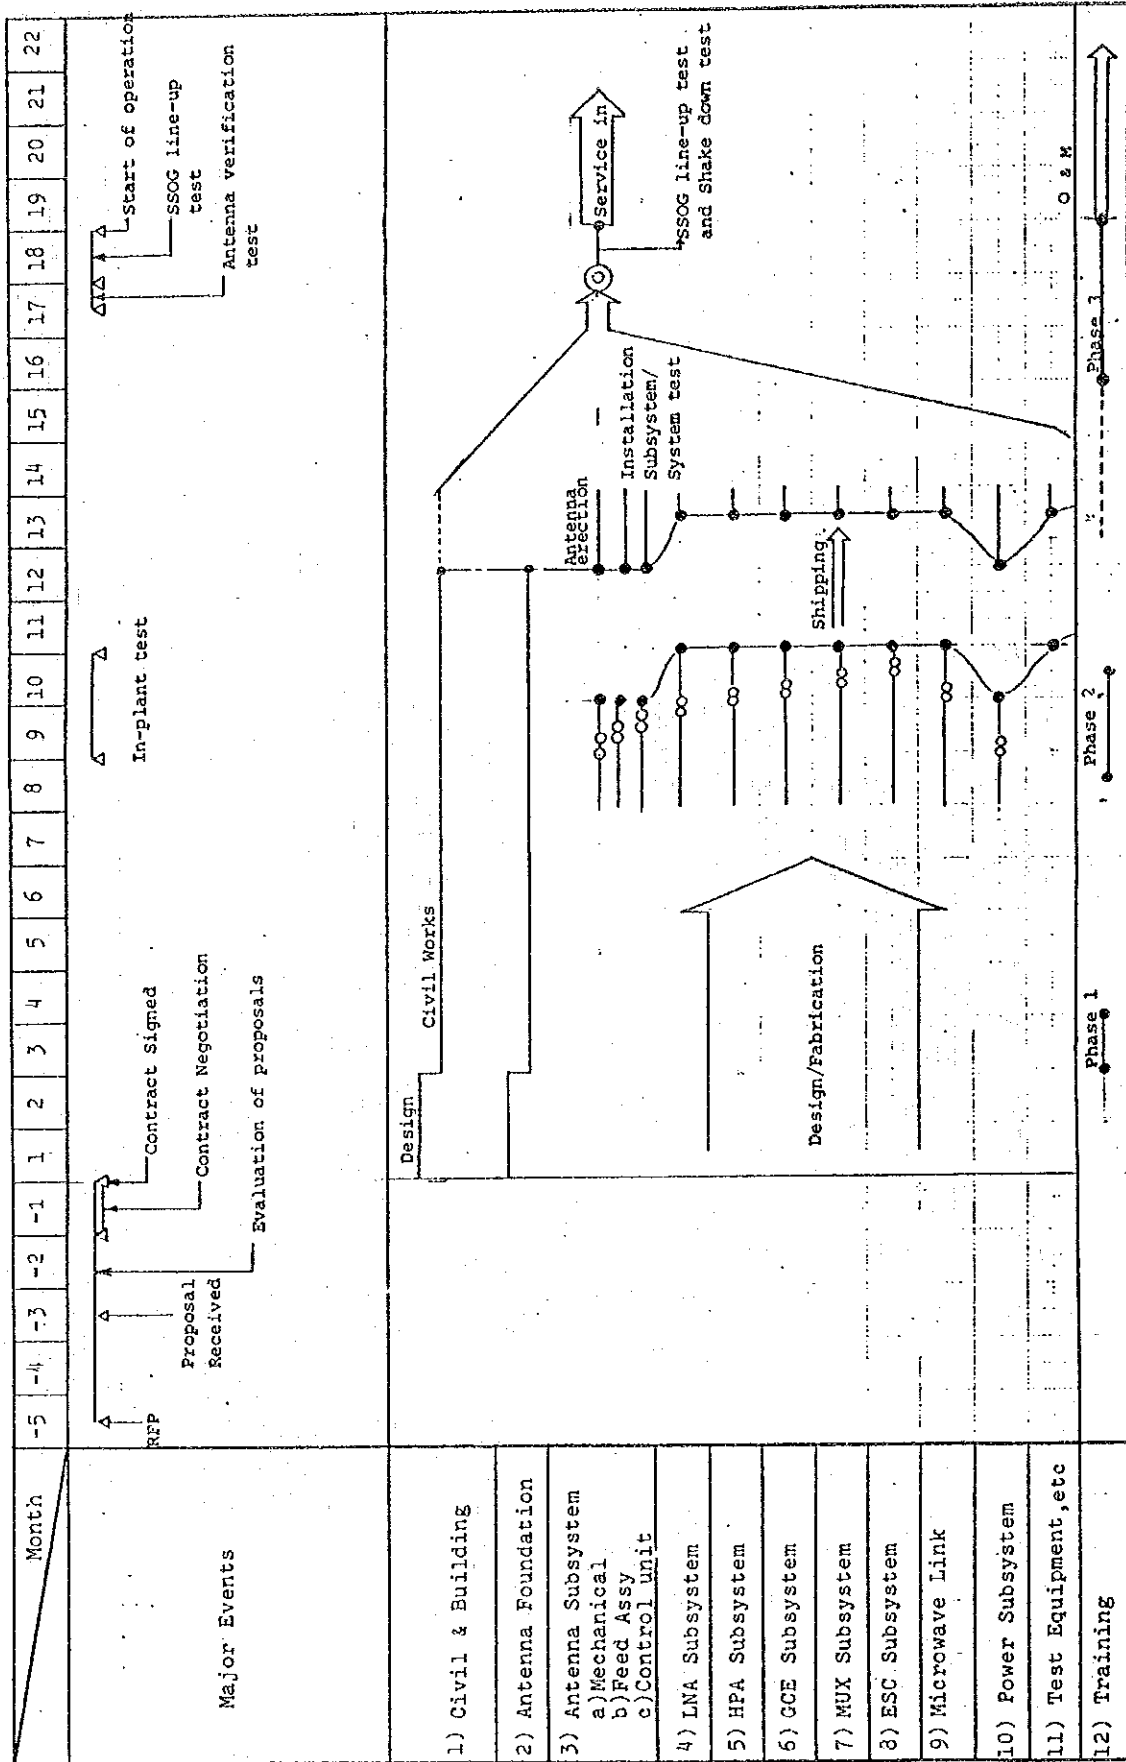 Month
-5 -4 -3 -2 -1 1 2 3 4 5 6 7 8 9 10 11 12 13 14 15 16 17 18 19 20 21 22
Major Events
RFP
Proposal
Received
Evaluation of proposals
Contract Negotiation
Contract Signed
In-plant test
Antenna verification
test
SSOG line-up
test
Start of operation
1) Civil & Building
Design
Civil Works
2) Antenna Foundation
3) Antenna Subsystem
a)Mechanical
b)Feed Assy
c)Control unit
Antenna
erection
Installation
Subsystem/
System test
Service in
SSOG line-up test
and Shake down test
4) LNA Subsystem
5) HPA Subsystem
6) GCE Subsystem
7) MUX Subsystem
8) ESC Subsystem
9) Microwave Link
10) Power Subsystem
11) Test Equipment,etc
Design/Fabrication
Shipping
12) Training
Phase 1
Phase 2
Phase 3
O & M